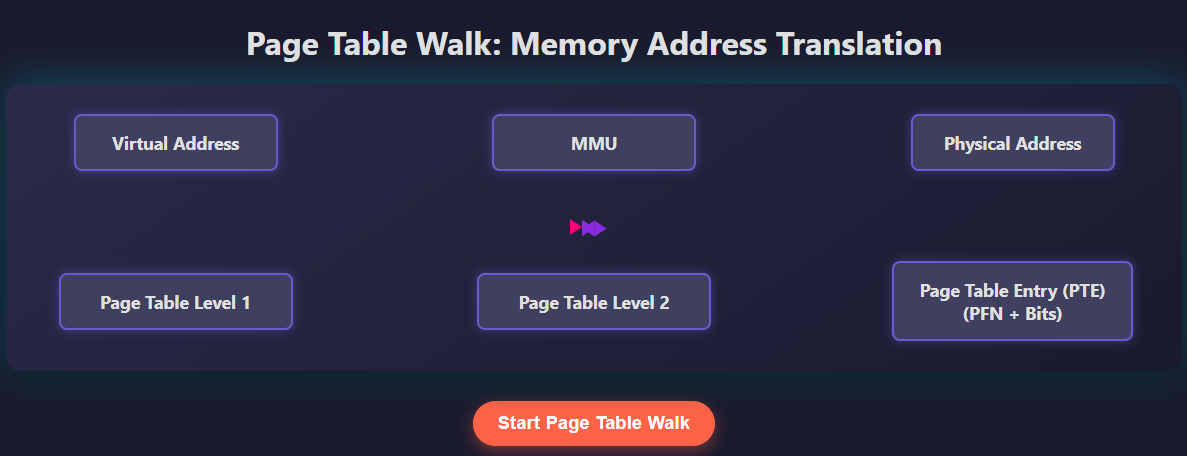 Page Table Walk: Memory Address Translation
Virtual Address
MMU
Physical Address
Page Table Level 1
Page Table Level 2
Page Table Entry (PTE)
(PFN + Bits)
Start Page Table Walk